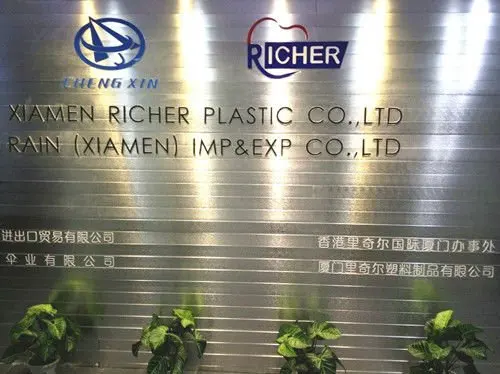 CHENG XIN
RICHER
XIAMEN RICHER PLASTIC CO.,LTD
RAIN (XIAMEN) IMP&EXP CO.,LTD
进出口贸易有限公司
香港里奇尔国际厦门办事处
伞业有限公司
厦门里奇尔塑料制品有限公司